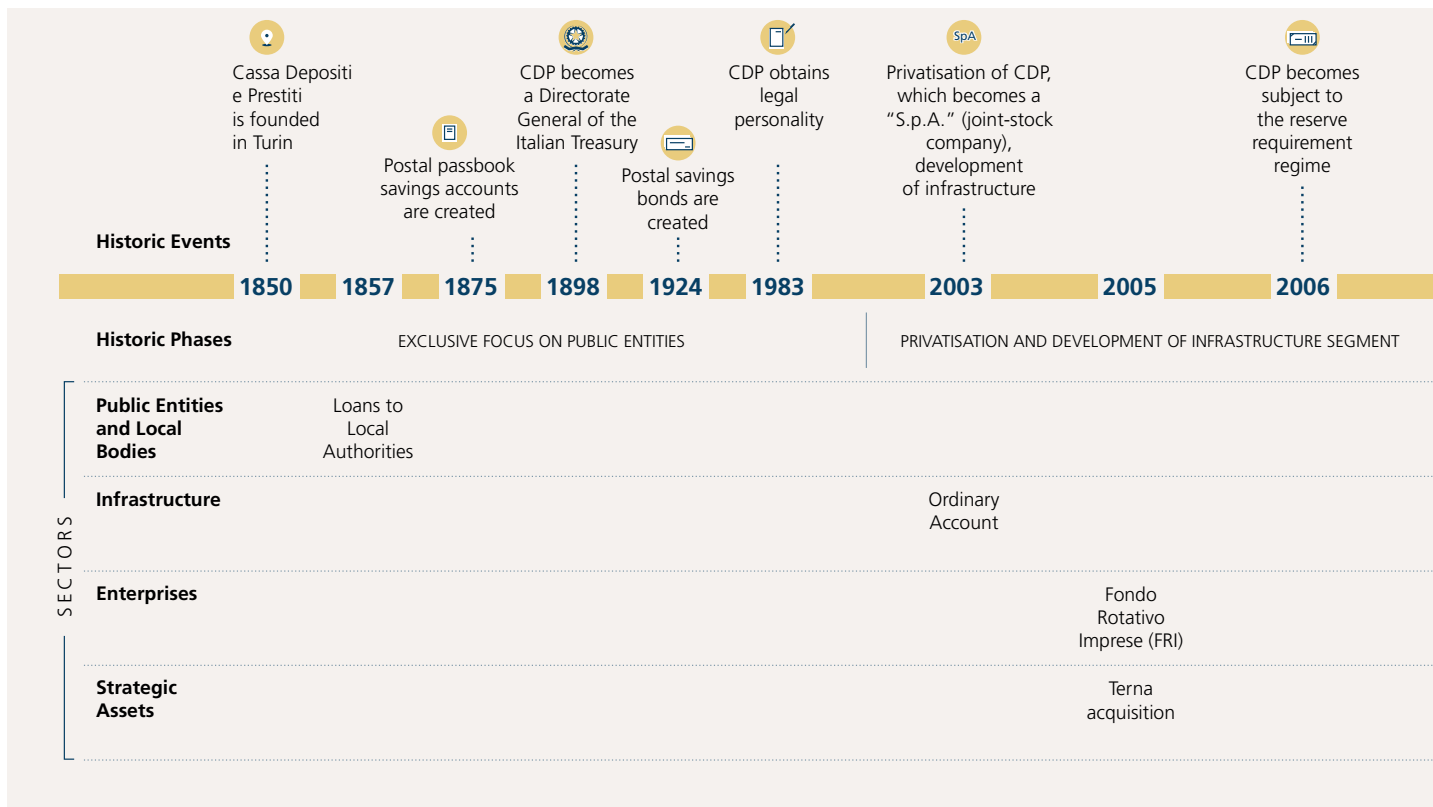 Cassa Depositi
e Prestiti
is founded
in Turin
Postal passbook
savings accounts
are created
CDP becomes
a Directorate
General of the
Italian Treasury
Postal savings
bonds are
created
CDP obtains
legal
personality
SpA
Privatisation of CDP,
which becomes a
“S.p.A.” (joint-stock
company),
development
of infrastructure
CDP becomes
subject to
the reserve
requirement
regime
Historic Events
1850 1857 1875 1898 1924 1983 2003 2005 2006
Historic Phases
EXCLUSIVE FOCUS ON PUBLIC ENTITIES
PRIVATISATION AND DEVELOPMENT OF INFRASTRUCTURE SEGMENT
SECTORS
Public Entities
and Local
Bodies
Loans to
Local
Authorities
Infrastructure
Ordinary
Account
Enterprises
Fondo
Rotativo
Imprese (FRI)
Strategic
Assets
Terna
acquisition